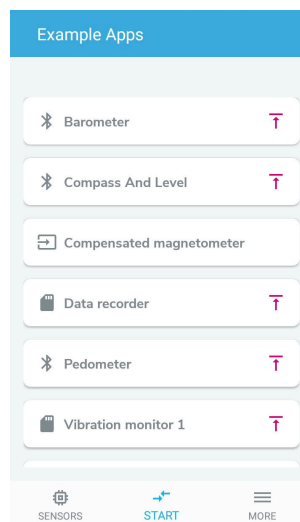 Example Apps
Barometer
Compass And Level
Compensated magnetometer
Data recorder
Pedometer
Vibration monitor 1
SENSORS
START
MORE